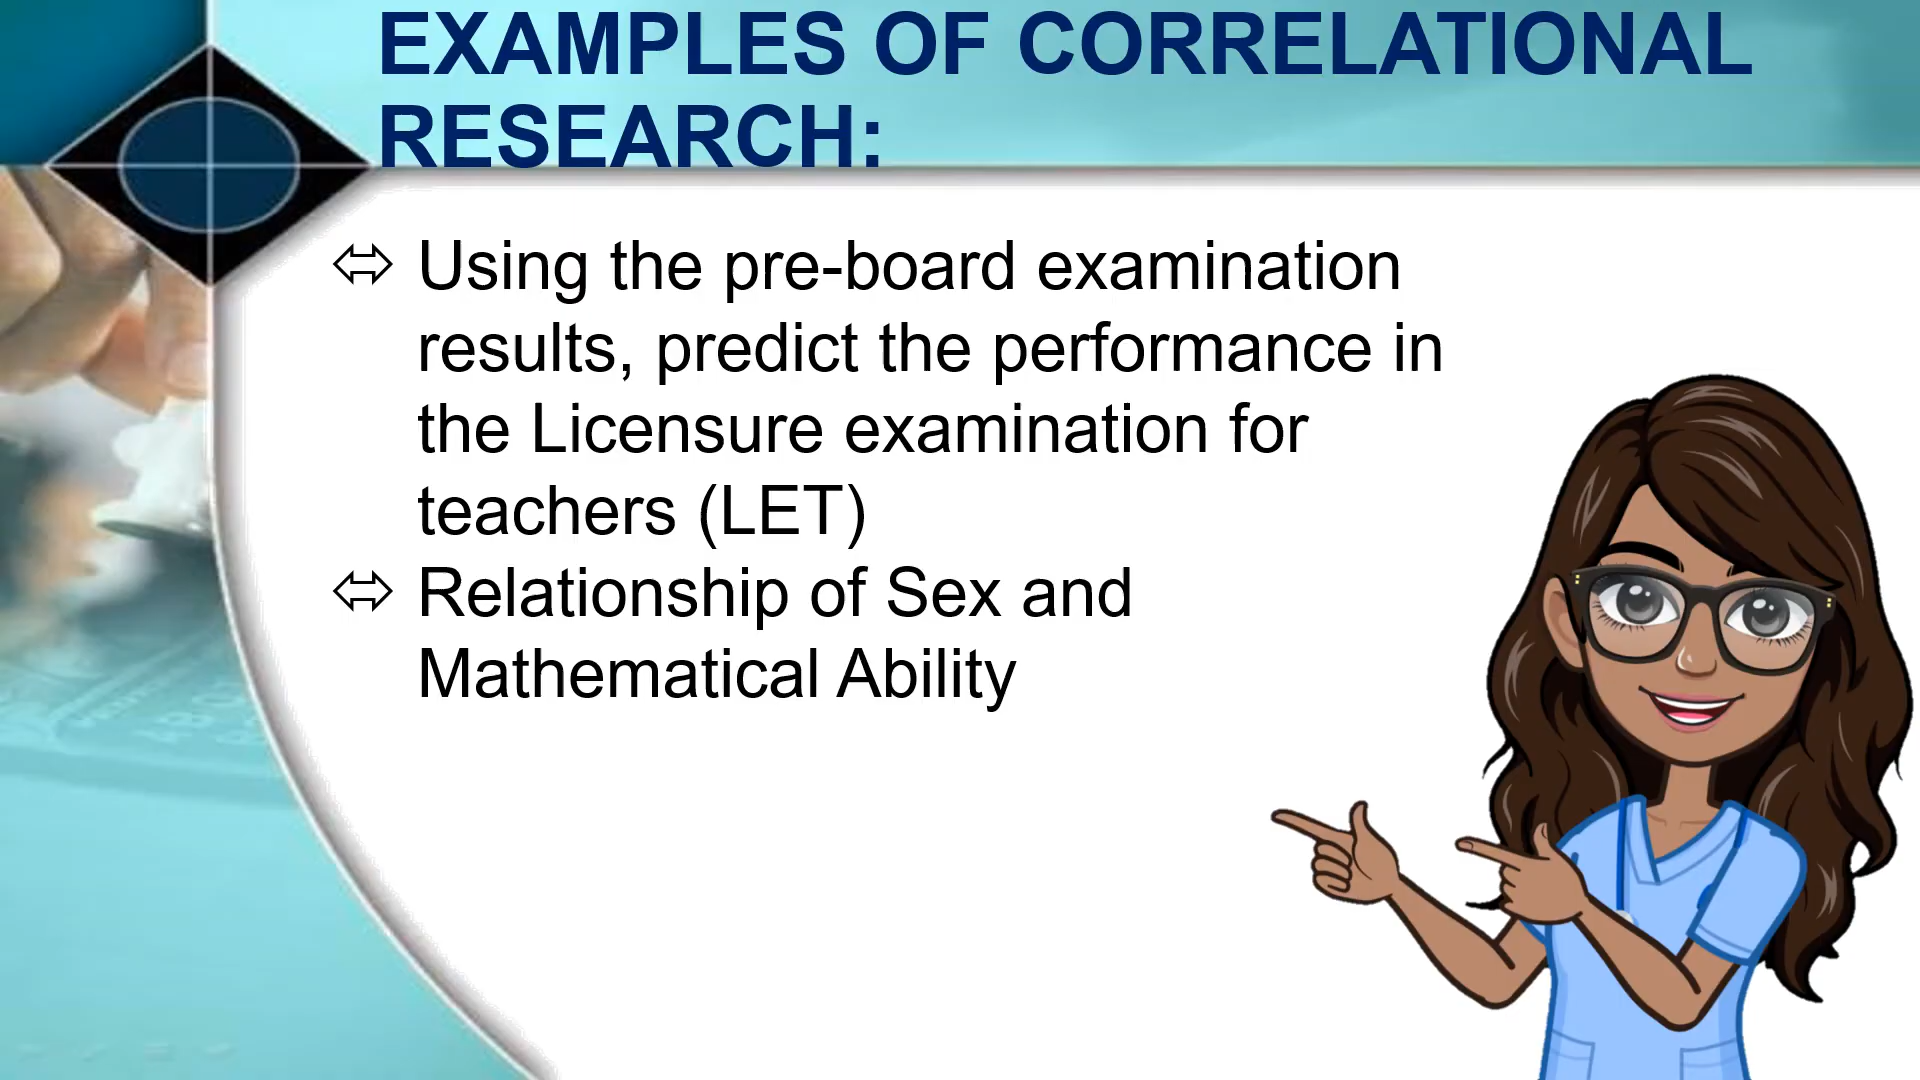 EXAMPLES OF CORRELATIONAL
RESEARCH:
⬄ Using the pre-board examination
results, predict the performance in
the Licensure examination for
teachers (LET)
⬄ Relationship of Sex and
Mathematical Ability